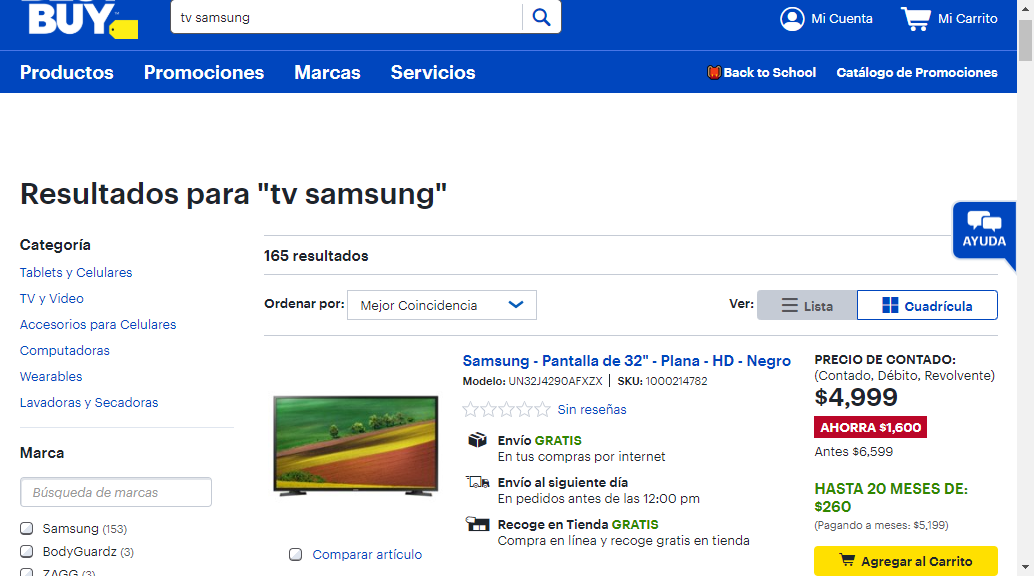 BUY
tv samsung
Mi Cuenta
Mi Carrito
Productos
Promociones
Marcas
Servicios
Back to School
Catálogo de Promociones
Resultados para "tv samsung"
AYUDA
Categoría
Tablets y Celulares
TV y Video
Accesorios para Celulares
Computadoras
Wearables
Lavadoras y Secadoras
Marca
Búsqueda de marcas
Samsung (153)
BodyGuardz (3)
ZAGG (3)
165 resultados
Ordenar por: Mejor Coincidencia
Ver: Lista Cuadrícula
Samsung - Pantalla de 32" - Plana - HD - Negro
Modelo: UN32J4290AFXZX | SKU: 1000214782
Sin reseñas
Envío GRATIS
En tus compras por internet
Envío al siguiente día
En pedidos antes de las 12:00 pm
Recoge en Tienda GRATIS
Compra en línea y recoge gratis en tienda
Comparar artículo
PRECIO DE CONTADO:
(Contado, Débito, Revolvente)
$4,999
AHORRA $1,600
Antes $6,599
HASTA 20 MESES DE:
$260
(Pagando a meses: $5,199)
Agregar al Carrito